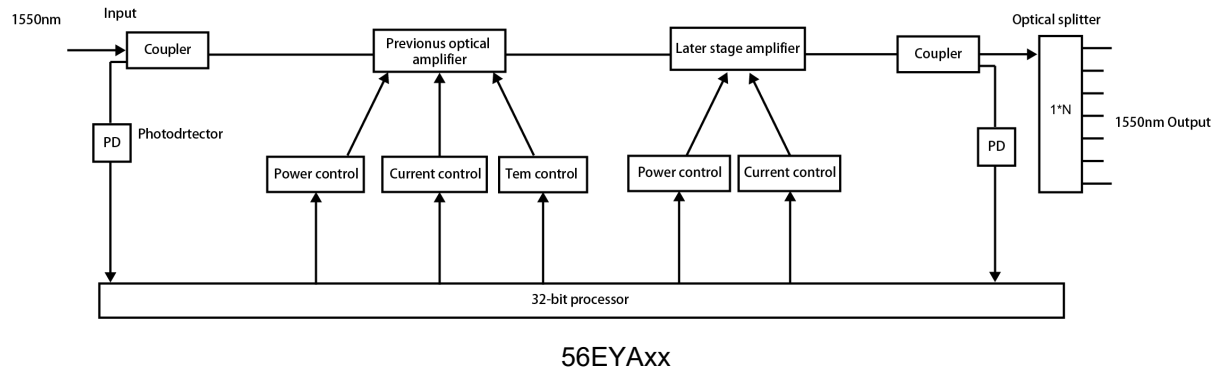 1550nm
Input
Optical splitter
Coupler
Previonus optical
amplifier
Later stage amplifier
Coupler
1*N
1550nm Output
PD
Photodrtector
PD
Power control
Current control
Tem control
Power control
Current control
32-bit processor
56EYAxx